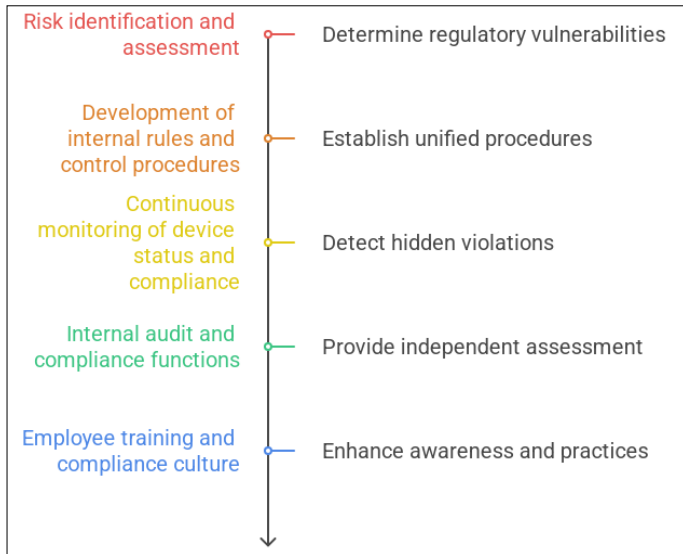 Risk identification and
assessment
Determine regulatory vulnerabilities
Development of
internal rules and
control procedures
Establish unified procedures
Continuous
monitoring of device
status and
compliance
Detect hidden violations
Internal audit and
compliance functions
Provide independent assessment
Employee training and
compliance culture
Enhance awareness and practices